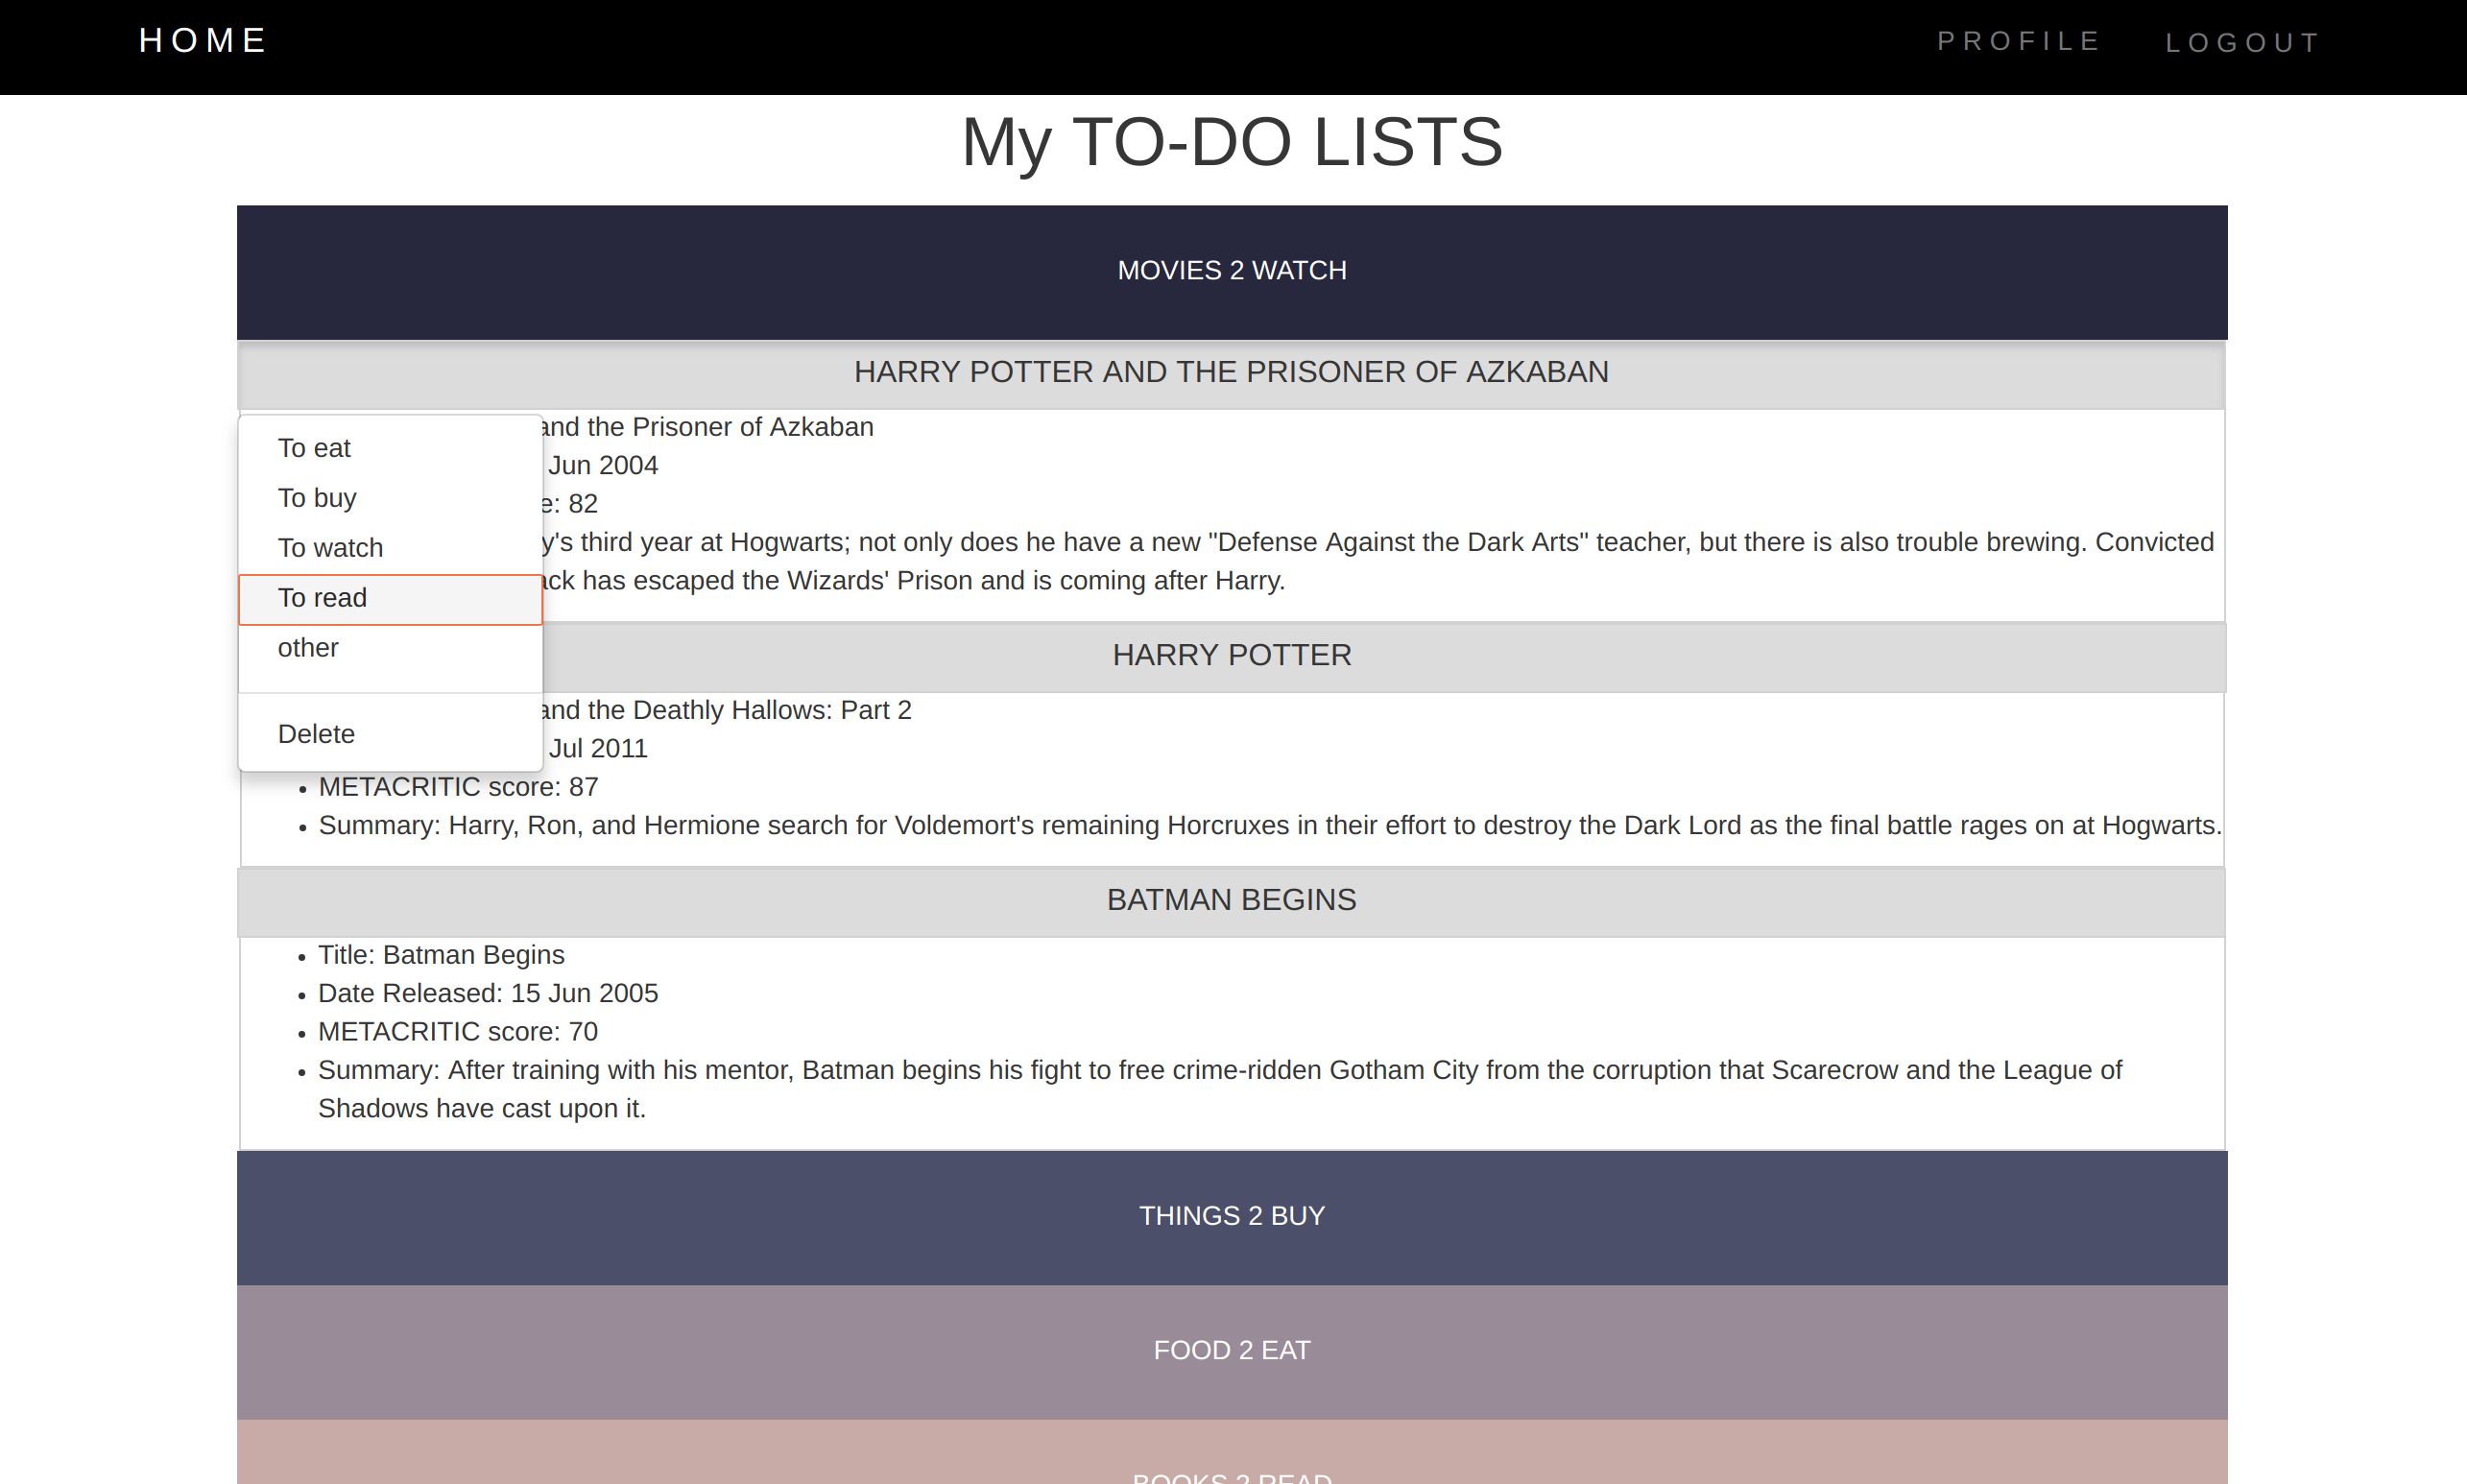 HOME
PROFILE
LOGOUT
My TO-DO LISTS
MOVIES 2 WATCH
HARRY POTTER AND THE PRISONER OF AZKABAN
and the Prisoner of Azkaban
Jun 2004
: 82
third year at Hogwarts; not only does he have a new "Defense Against the Dark Arts" teacher, but there is also trouble brewing. Convicted
has escaped the Wizards' Prison and is coming after Harry.
To eat
To buy
To watch
To read
other
Delete
HARRY POTTER
and the Deathly Hallows: Part 2
Jul 2011
METACRITIC score: 87
Summary: Harry, Ron, and Hermione search for Voldemort's remaining Horcruxes in their effort to destroy the Dark Lord as the final battle rages on at Hogwarts.
BATMAN BEGINS
Title: Batman Begins
Date Released: 15 Jun 2005
METACRITIC score: 70
Summary: After training with his mentor, Batman begins his fight to free crime-ridden Gotham City from the corruption that Scarecrow and the League of
Shadows have cast upon it.
THINGS 2 BUY
FOOD 2 EAT
BOOKS 2 READ